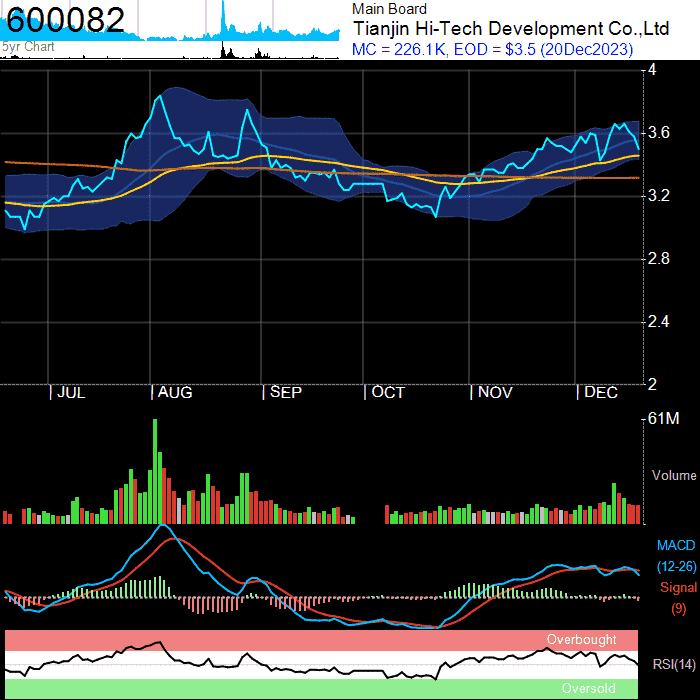 600082
5yr Chart
Main Board
Tianjin Hi-Tech Development Co.,Ltd
MC = 226.1K, EOD = $3.5 (20Dec2023)
4
3.6
3.2
2.8
2.4
2
| JUL | AUG | SEP | OCT | NOV | DEC
61M
Volume
MACD
(12-26)
Signal
(9)
Overbought
RSI(14)
Oversold